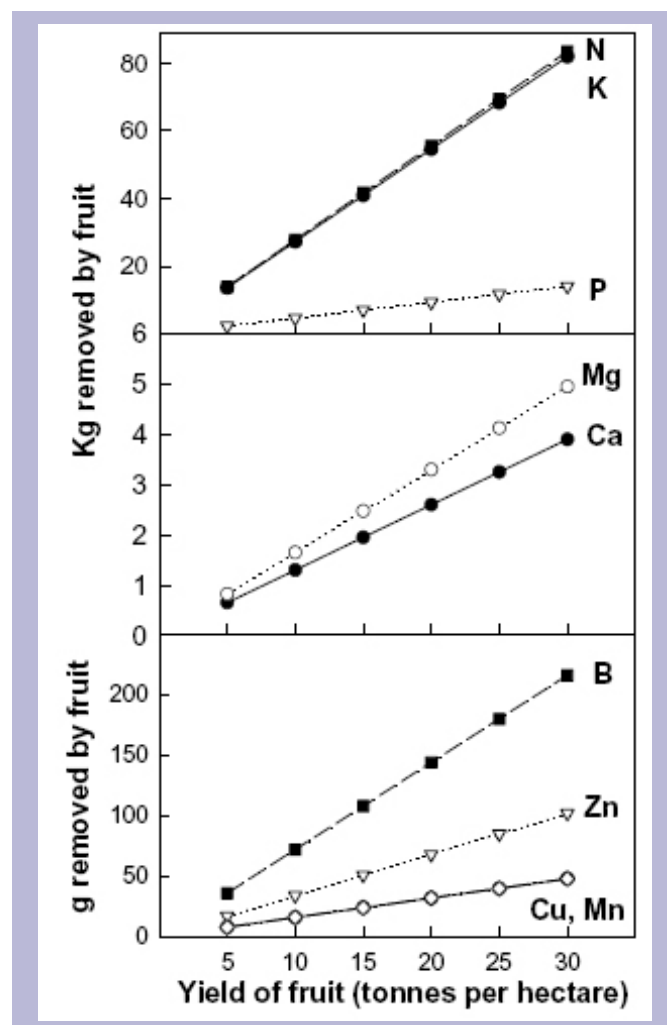 Kg removed by fruit
80
60
40
20
N
K
P
6
5
4
3
2
1
0
Mg
Ca
g removed by fruit
200
150
100
50
0
B
Zn
Cu, Mn
5 10 15 20 25 30
Yield of fruit (tonnes per hectare)